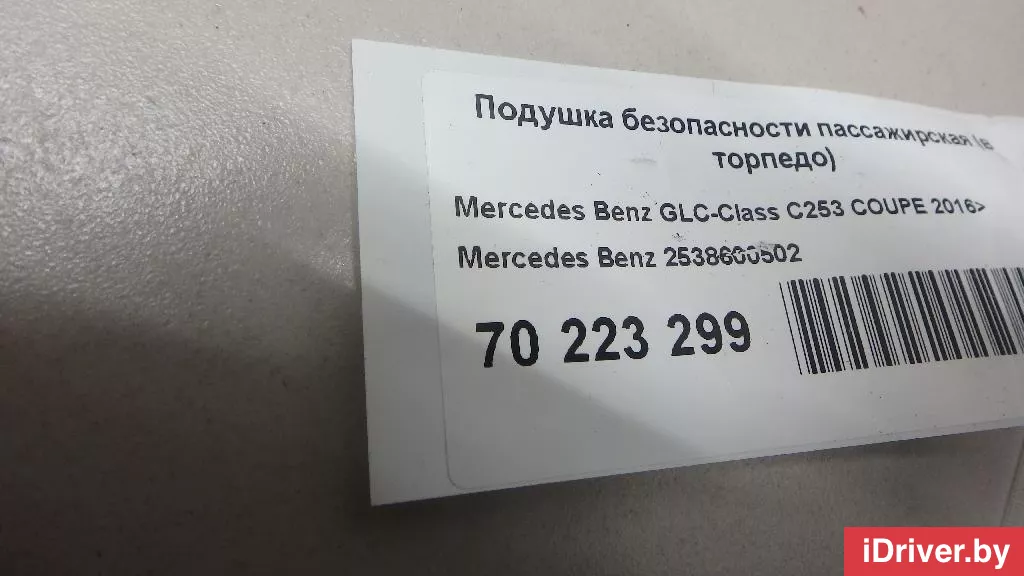 Подушка безопасности пассажирская (в
торпедо)
Mercedes Benz GLC-Class C253 COUPE 2016>
Mercedes Benz 2538600502
70 223 299
iDriver.by